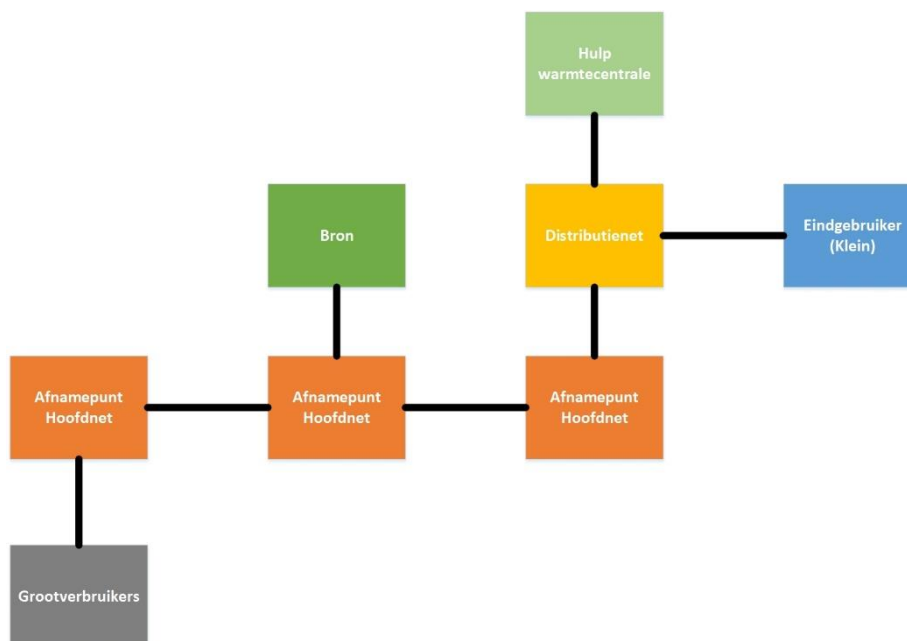 Hulp
warmtecentrale
Bron
Distributienet
Eindgebruiker
(Klein)
Afnamepunt
Hoofdnet
Afnamepunt
Hoofdnet
Afnamepunt
Hoofdnet
Grootverbruikers